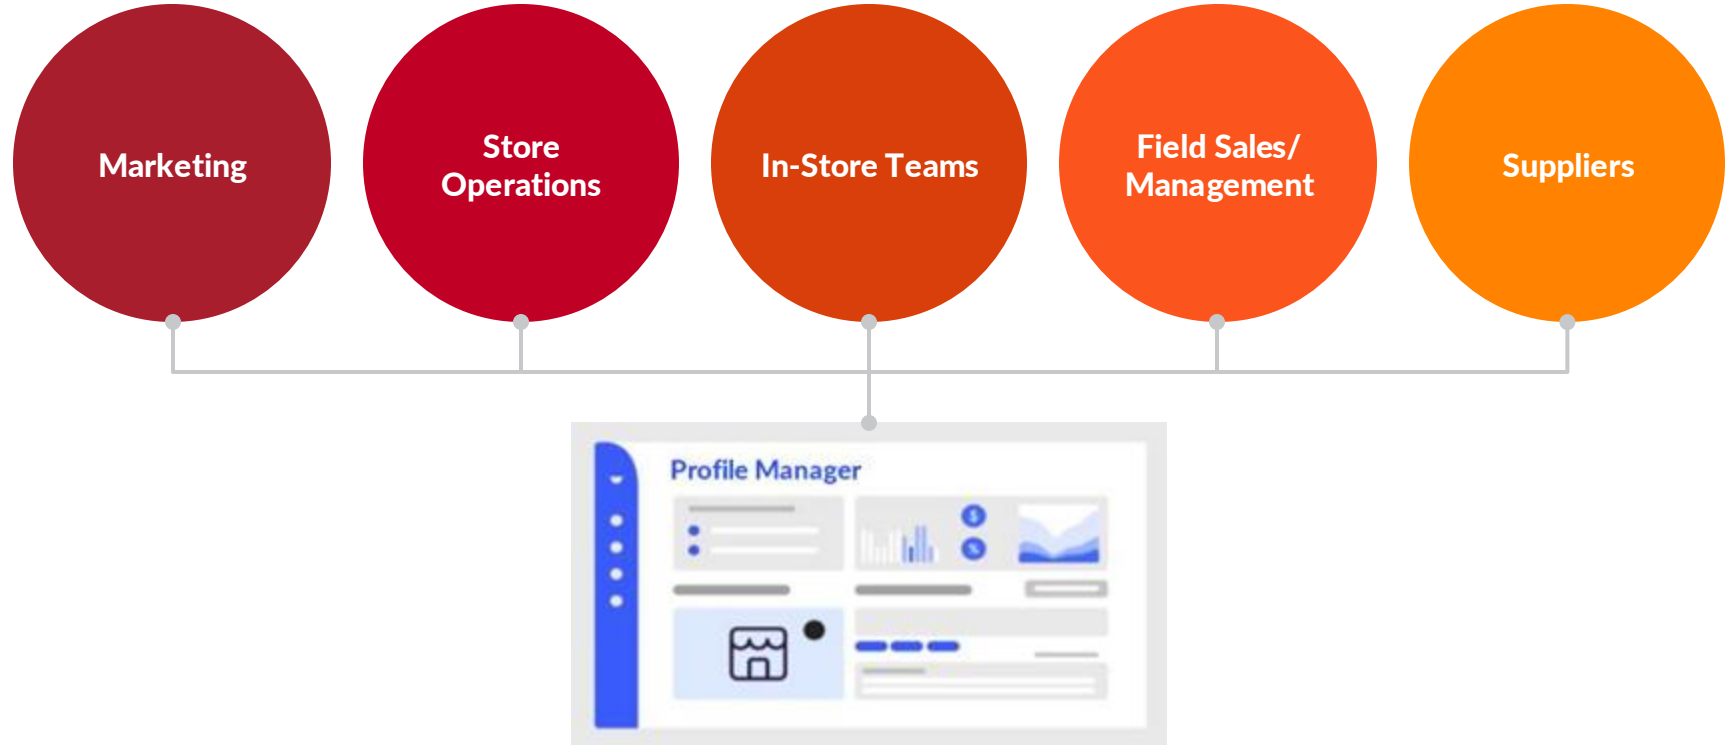 Marketing
Store
Operations
In-Store Teams
Field Sales/
Management
Suppliers
Profile Manager
$
%